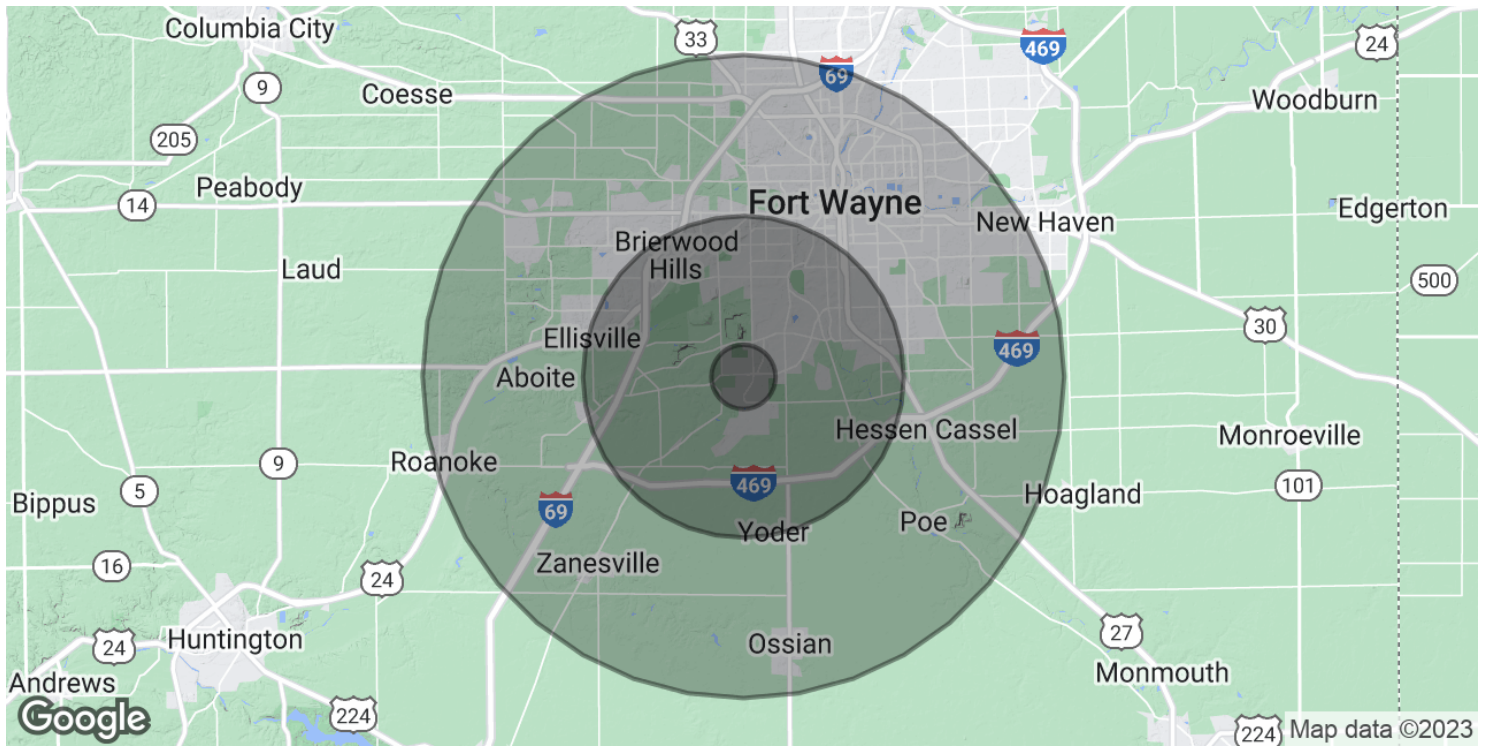 Columbia City
33
469
24
69
9
Coesse
Woodburn
205
Peabody
14
Fort Wayne
New Haven
Edgerton
Brierwood
Hills
Laud
500
30
Ellisville
469
Aboite
Hessen Cassel
Monroeville
Roanoke
9
469
5
101
Bippus
69
Hoagland
Poe
Yoder
Zanesville
16
24
27
Huntington
Ossian
24
Monmouth
Andrews
224
Google
224
Map data ©2023